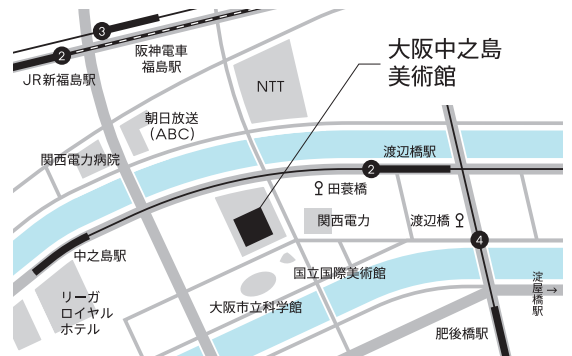 3
2
阪神電車
福島駅
JR新福島駅
大阪中之島
美術館
NTT
朝日放送
(ABC)
関西電力病院
渡辺橋駅
2
田蓑橋
関西電力
渡辺橋
4
中之島駅
国立国際美術館
大阪市立科学館
リーガ
ロイヤル
ホテル
淀屋橋駅
→
肥後橋駅